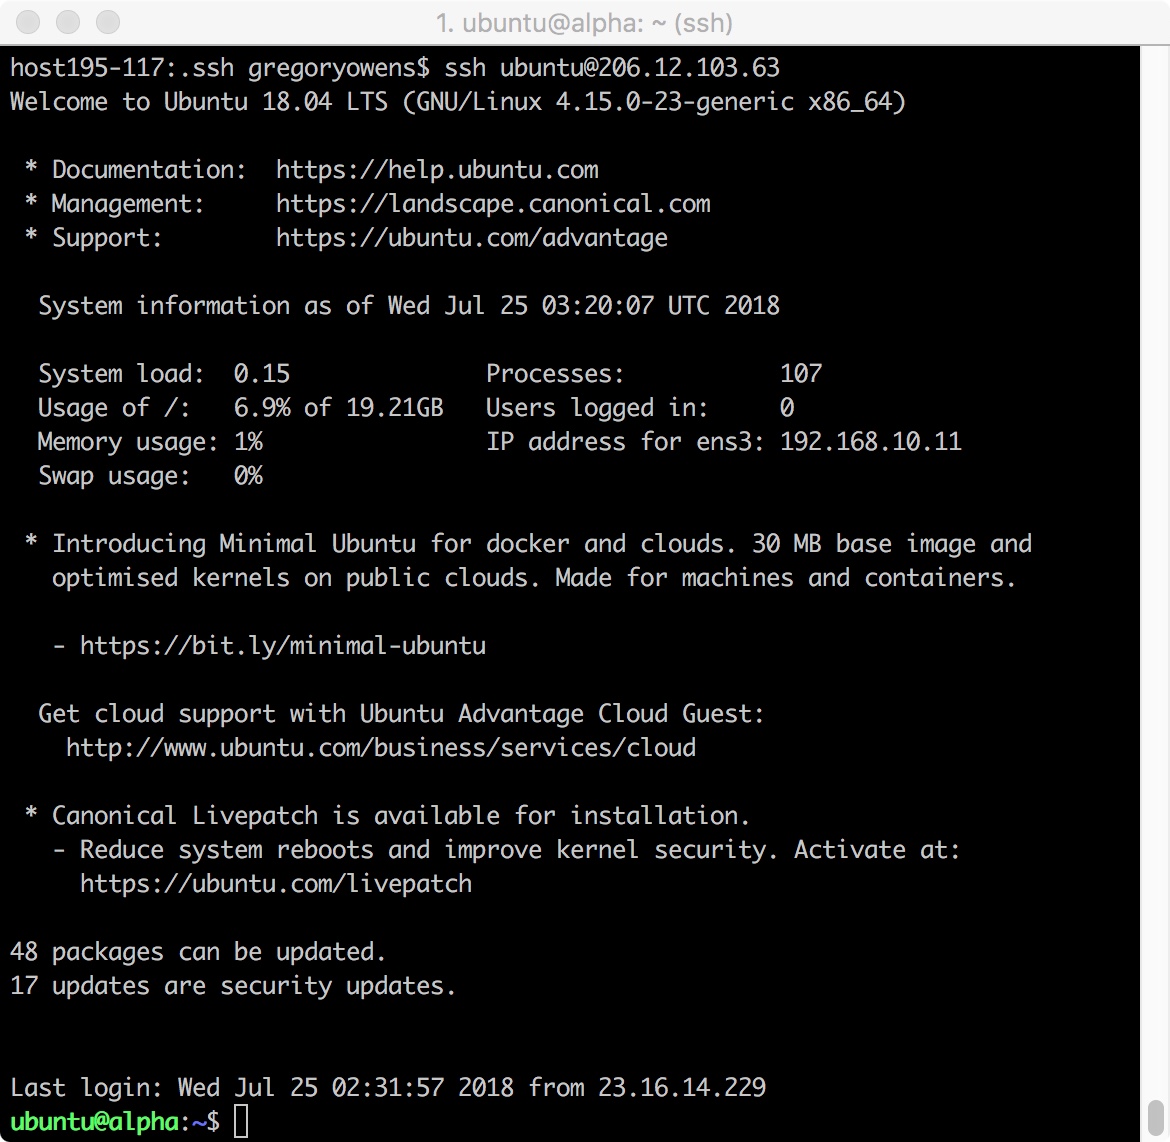 1. ubuntu@alpha: ~ (ssh)
host195-117:.ssh gregoryowens$ ssh ubuntu@206.12.103.63
Welcome to Ubuntu 18.04 LTS (GNU/Linux 4.15.0-23-generic x86_64)
* Documentation:  https://help.ubuntu.com
* Management:     https://landscape.canonical.com
* Support:        https://ubuntu.com/advantage
System information as of Wed Jul 25 03:20:07 UTC 2018
System load:  0.15              Processes:           107
Usage of /:   6.9% of 19.21GB   Users logged in:     0
Memory usage: 1%                IP address for ens3: 192.168.10.11
Swap usage:   0%
* Introducing Minimal Ubuntu for docker and clouds. 30 MB base image and
optimised kernels on public clouds. Made for machines and containers.
- https://bit.ly/minimal-ubuntu
Get cloud support with Ubuntu Advantage Cloud Guest:
http://www.ubuntu.com/business/services/cloud
* Canonical Livepatch is available for installation.
- Reduce system reboots and improve kernel security. Activate at:
https://ubuntu.com/livepatch
48 packages can be updated.
17 updates are security updates.
Last login: Wed Jul 25 02:31:57 2018 from 23.16.14.229
ubuntu@alpha:~$